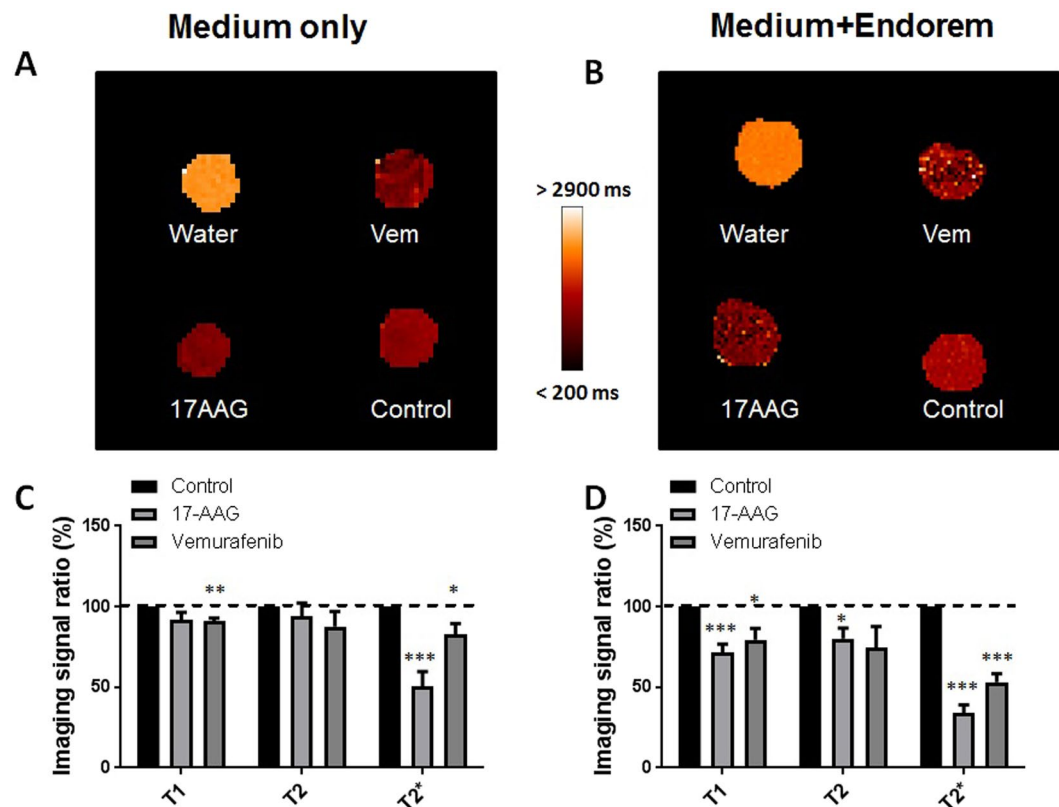 Medium only
Medium+Endorem
A
Water
Vem
17AAG
Control
> 2900 ms
< 200 ms
B
Water
Vem
17AAG
Control
C
Control
17-AAG
Vemurafenib
Imaging signal ratio (%)
150
100
50
0
**
***
*
T1
T2
T2*
D
Control
17-AAG
Vemurafenib
Imaging signal ratio (%)
150
100
50
0
***
*
*
***
***
T1
T2
T2*